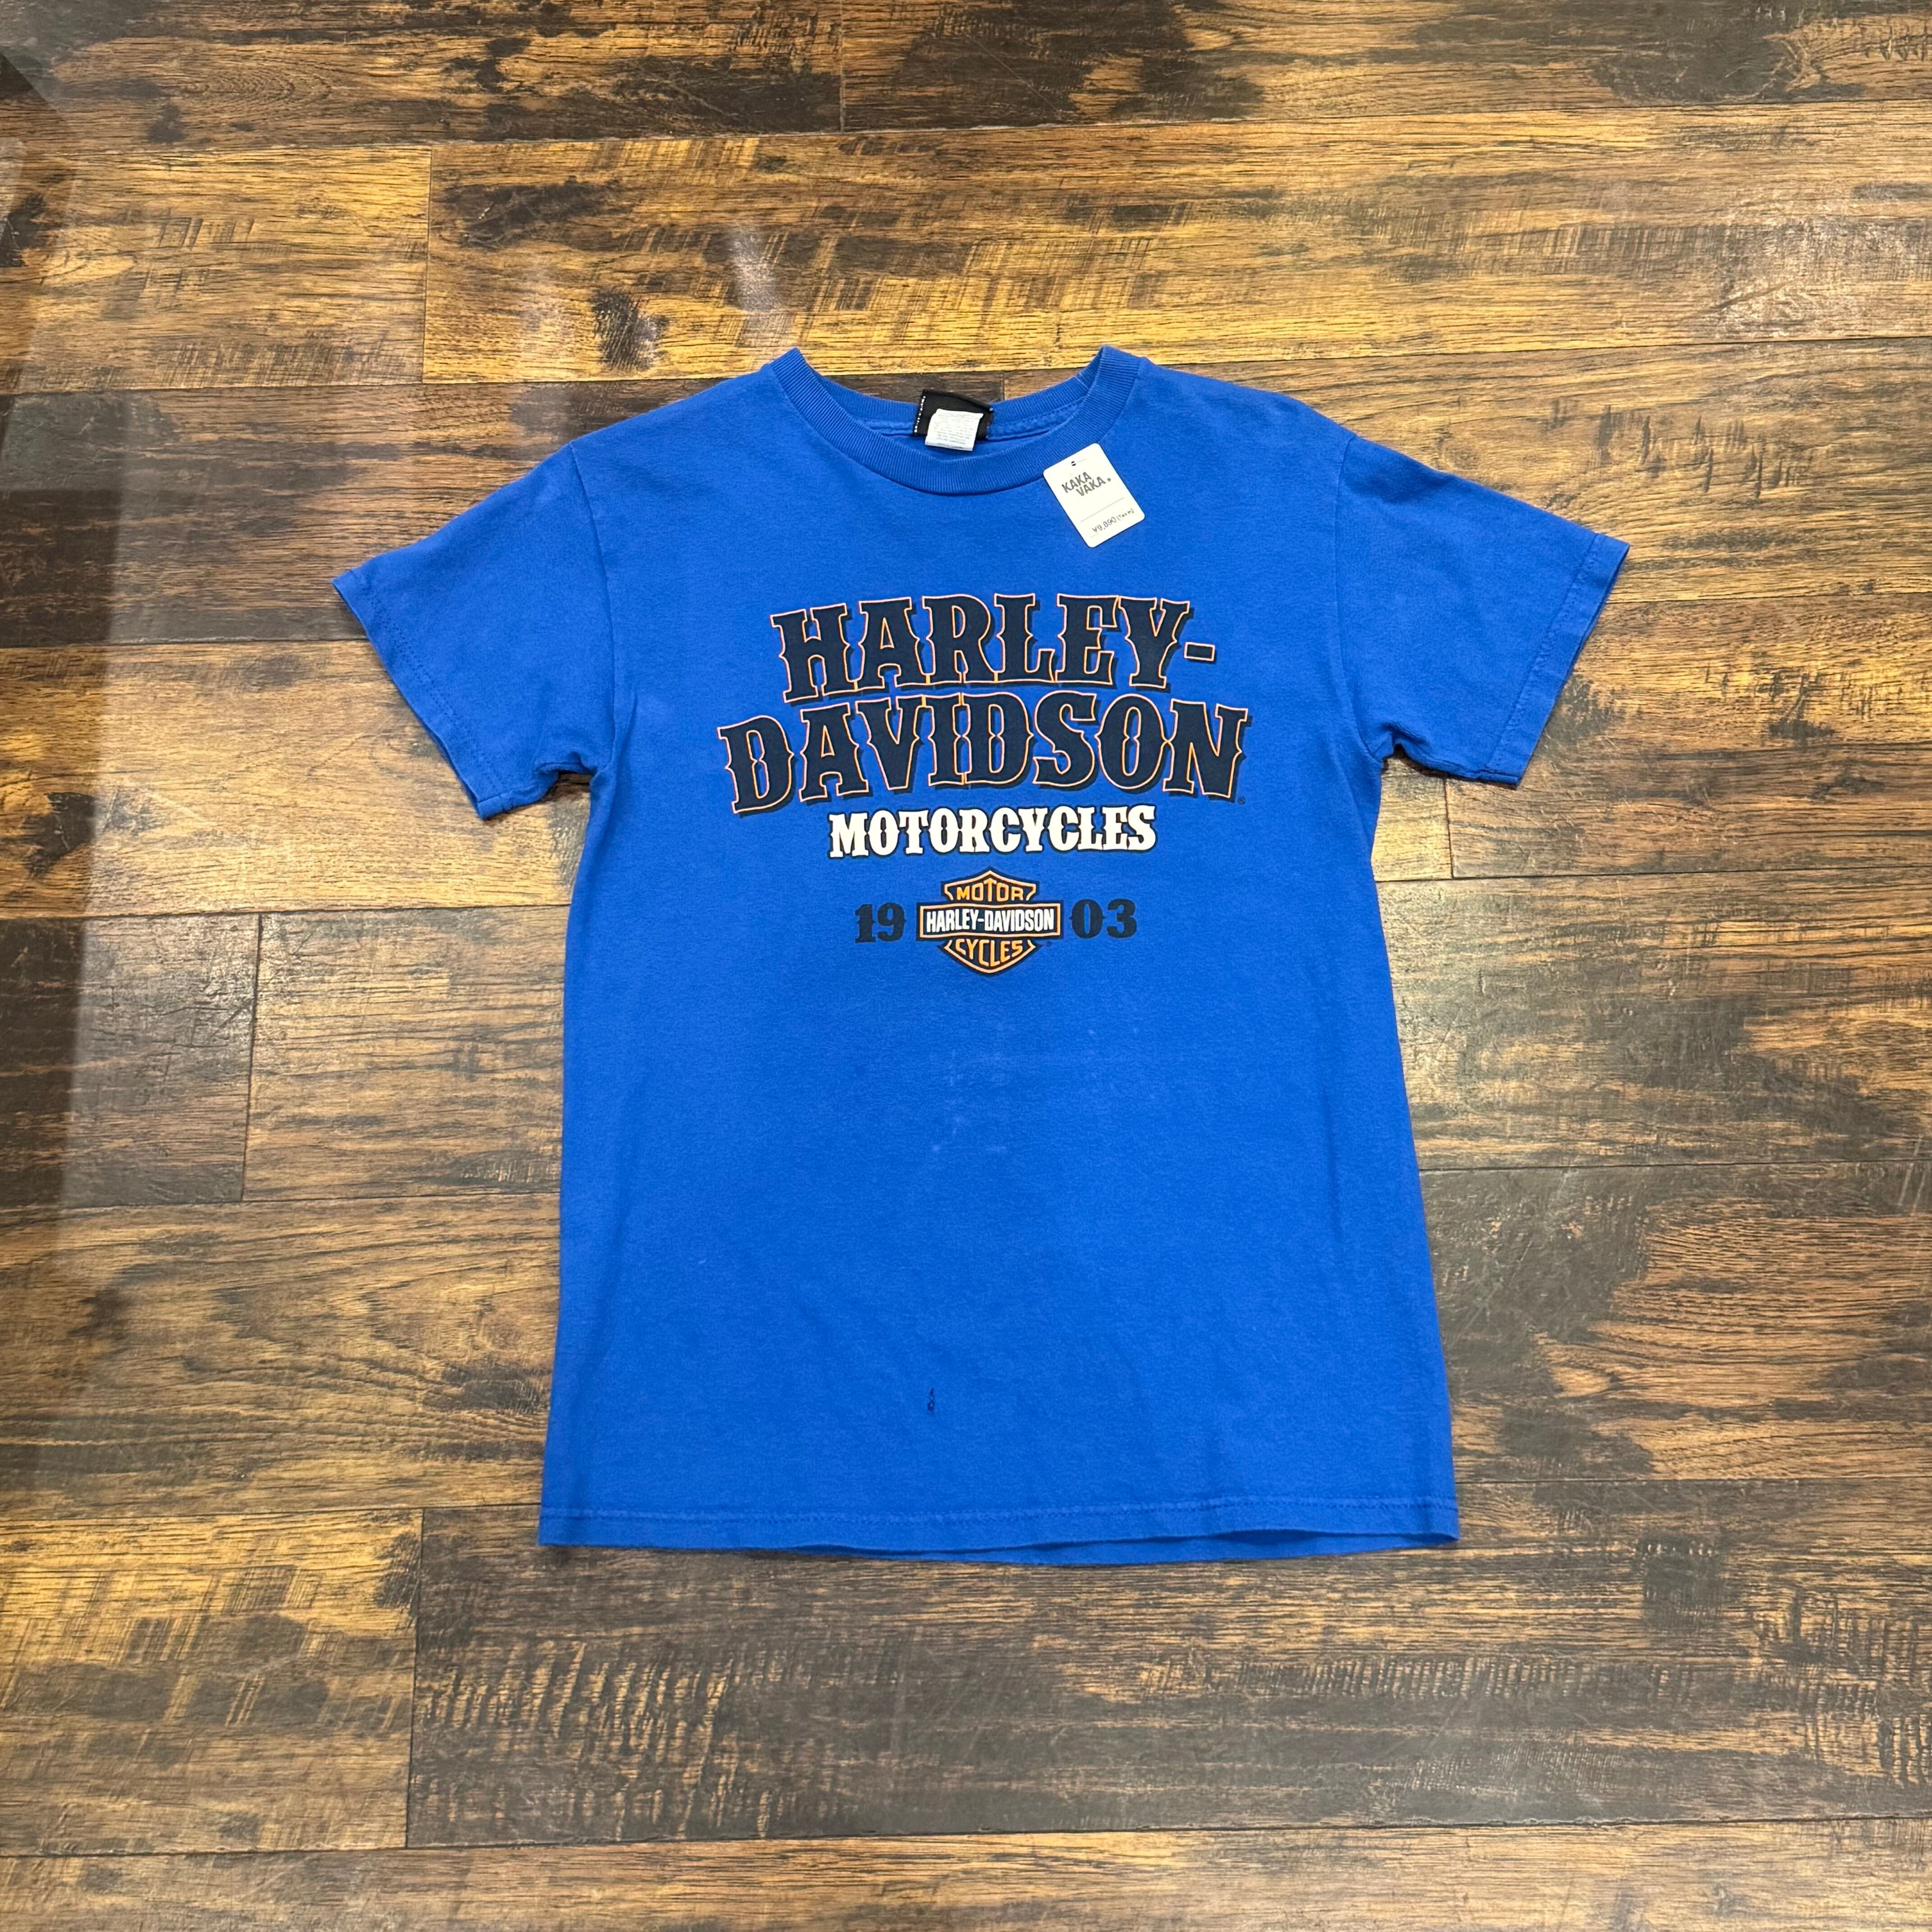 KAKA
VAKA®
HARLEY-
DAVIDSON®
MOTORCYCLES
19 MOTOR 03
HARLEY-DAVIDSON
CYCLES